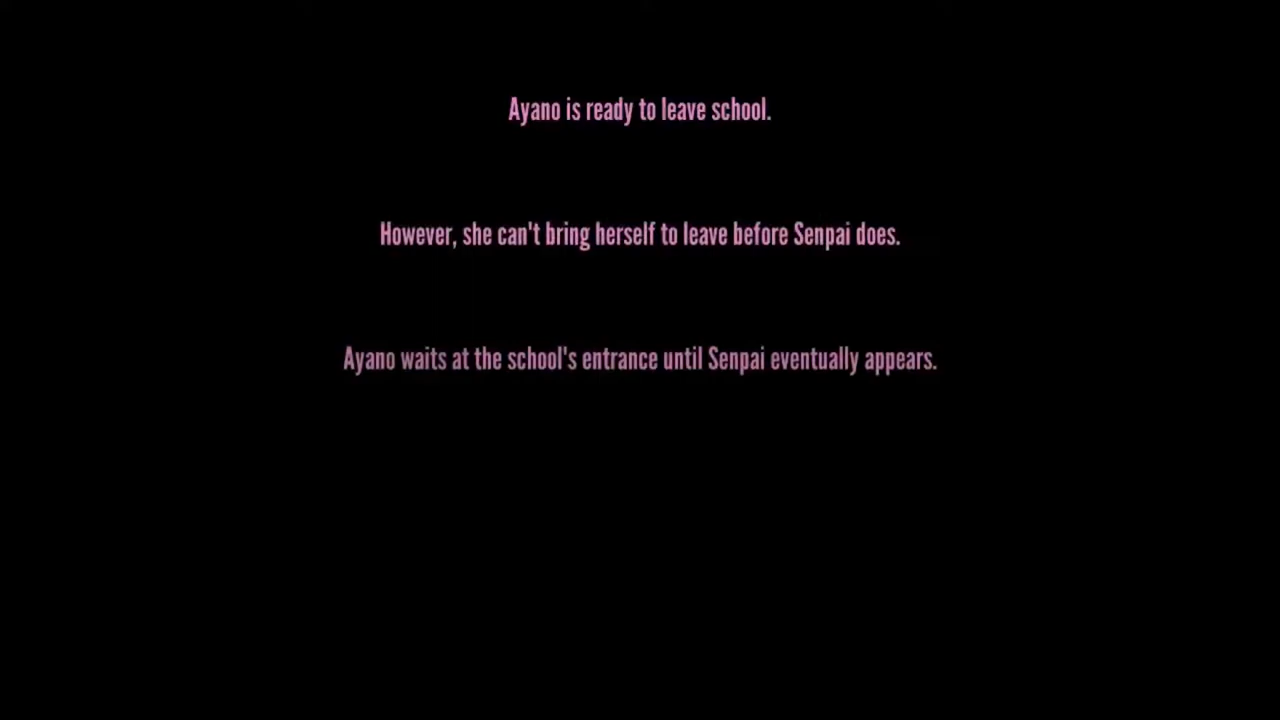 Ayano is ready to leave school.
However, she can't bring herself to leave before Senpai does.
Ayano waits at the school's entrance until Senpai eventually appears.